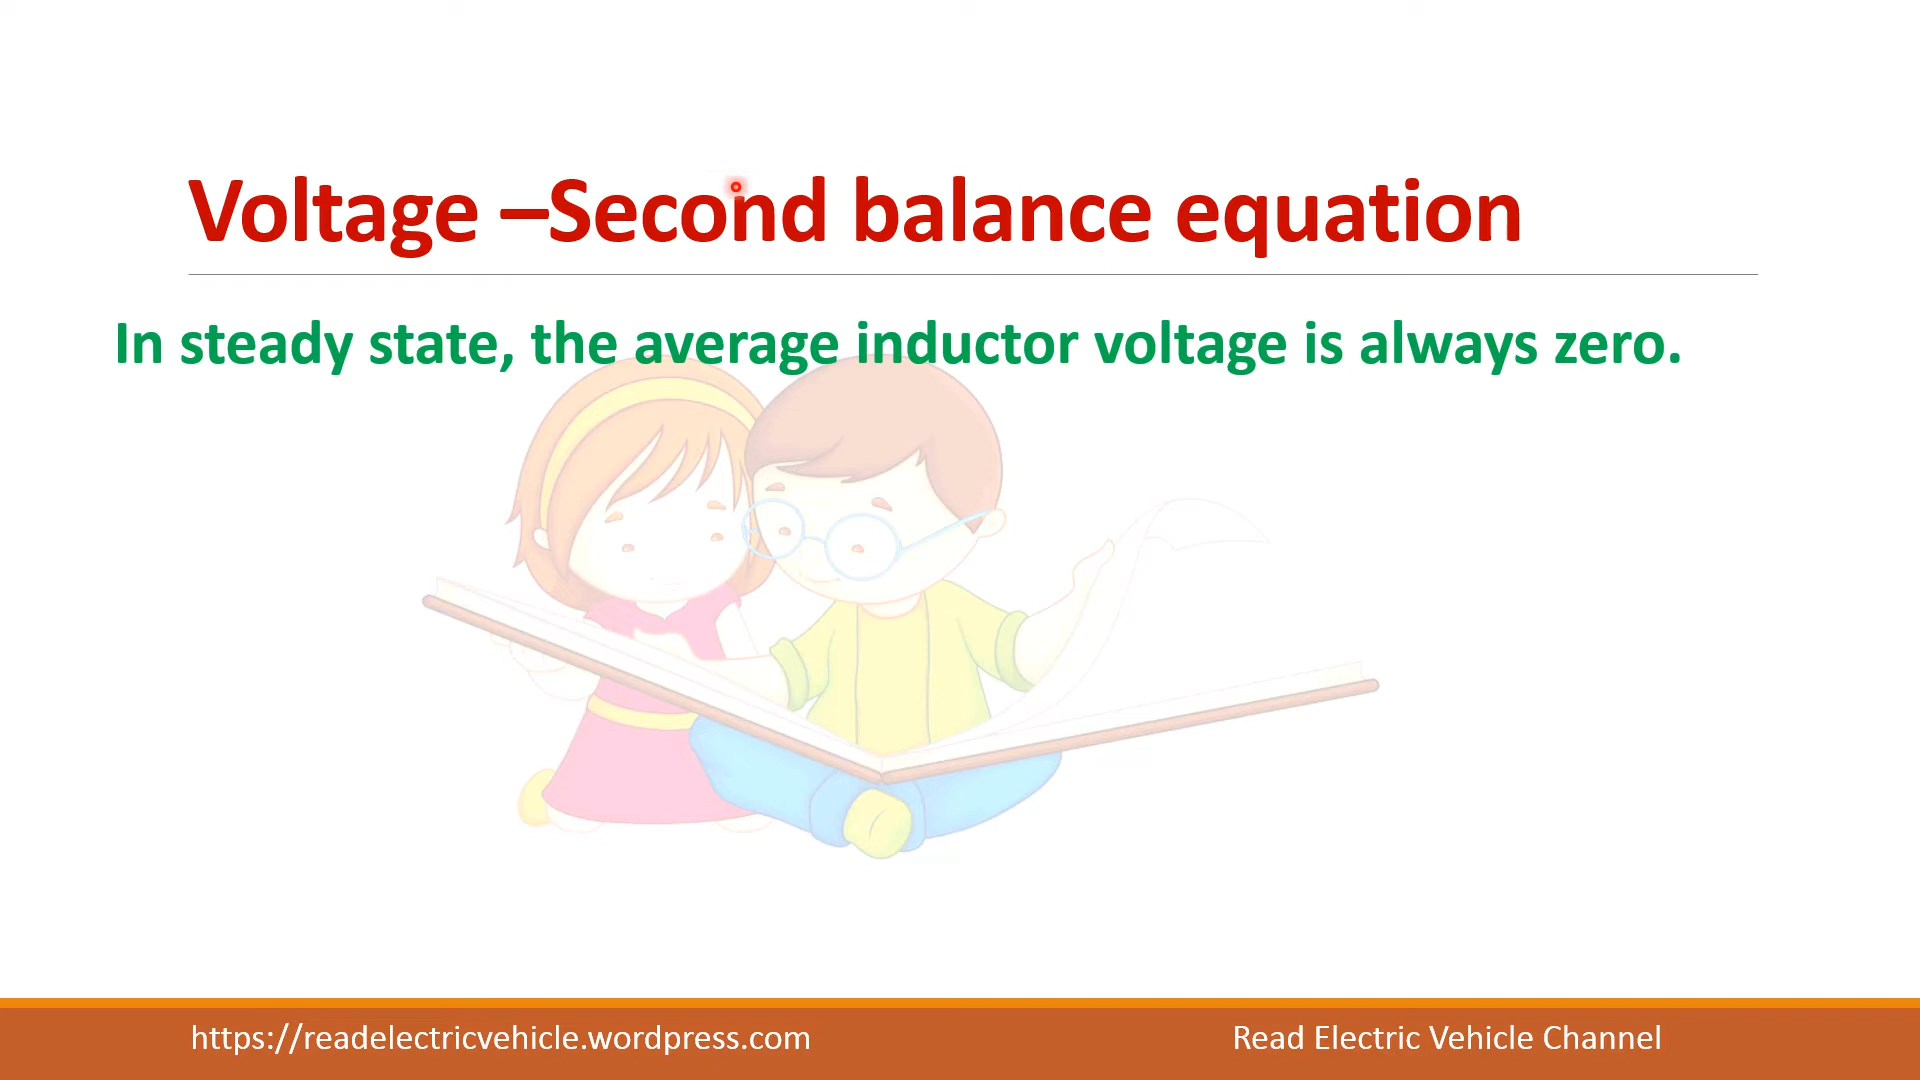 Voltage –Second balance equation
In steady state, the average inductor voltage is always zero.
https://readelectricvehicle.wordpress.com
Read Electric Vehicle Channel